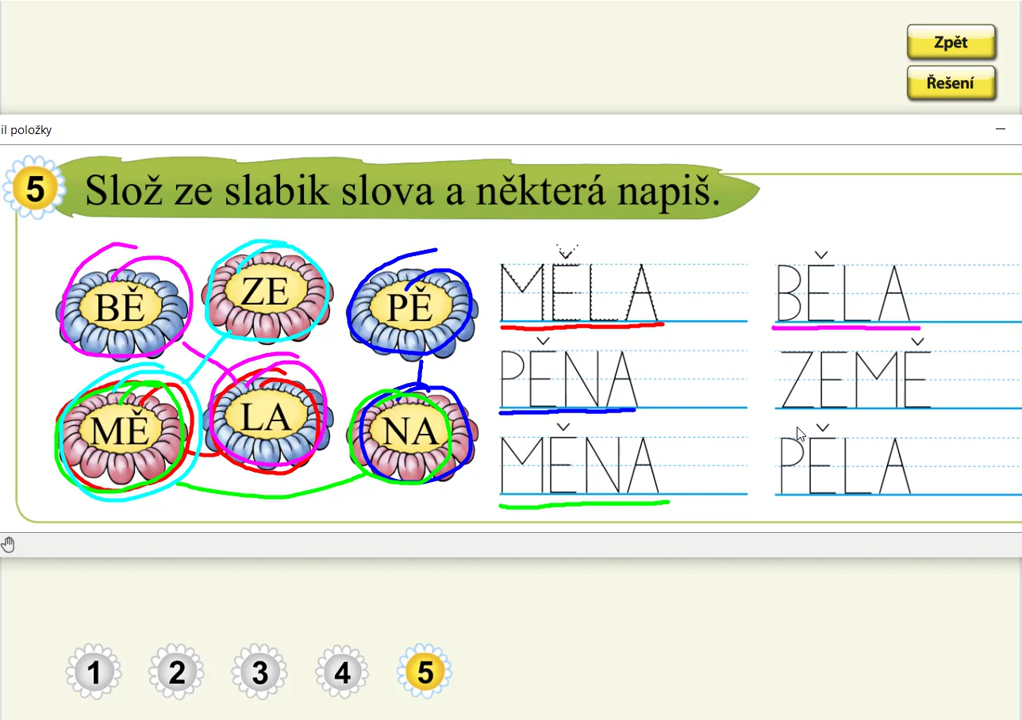 Zpět
Řešení
il položky
5 Slož ze slabik slova a některá napiš.
BĚ ZE PĚ
MĚ LA NA
MĚLA BĚLA
PĚNA ZEMĚ
MĚNA PĚLA
1 2 3 4 5